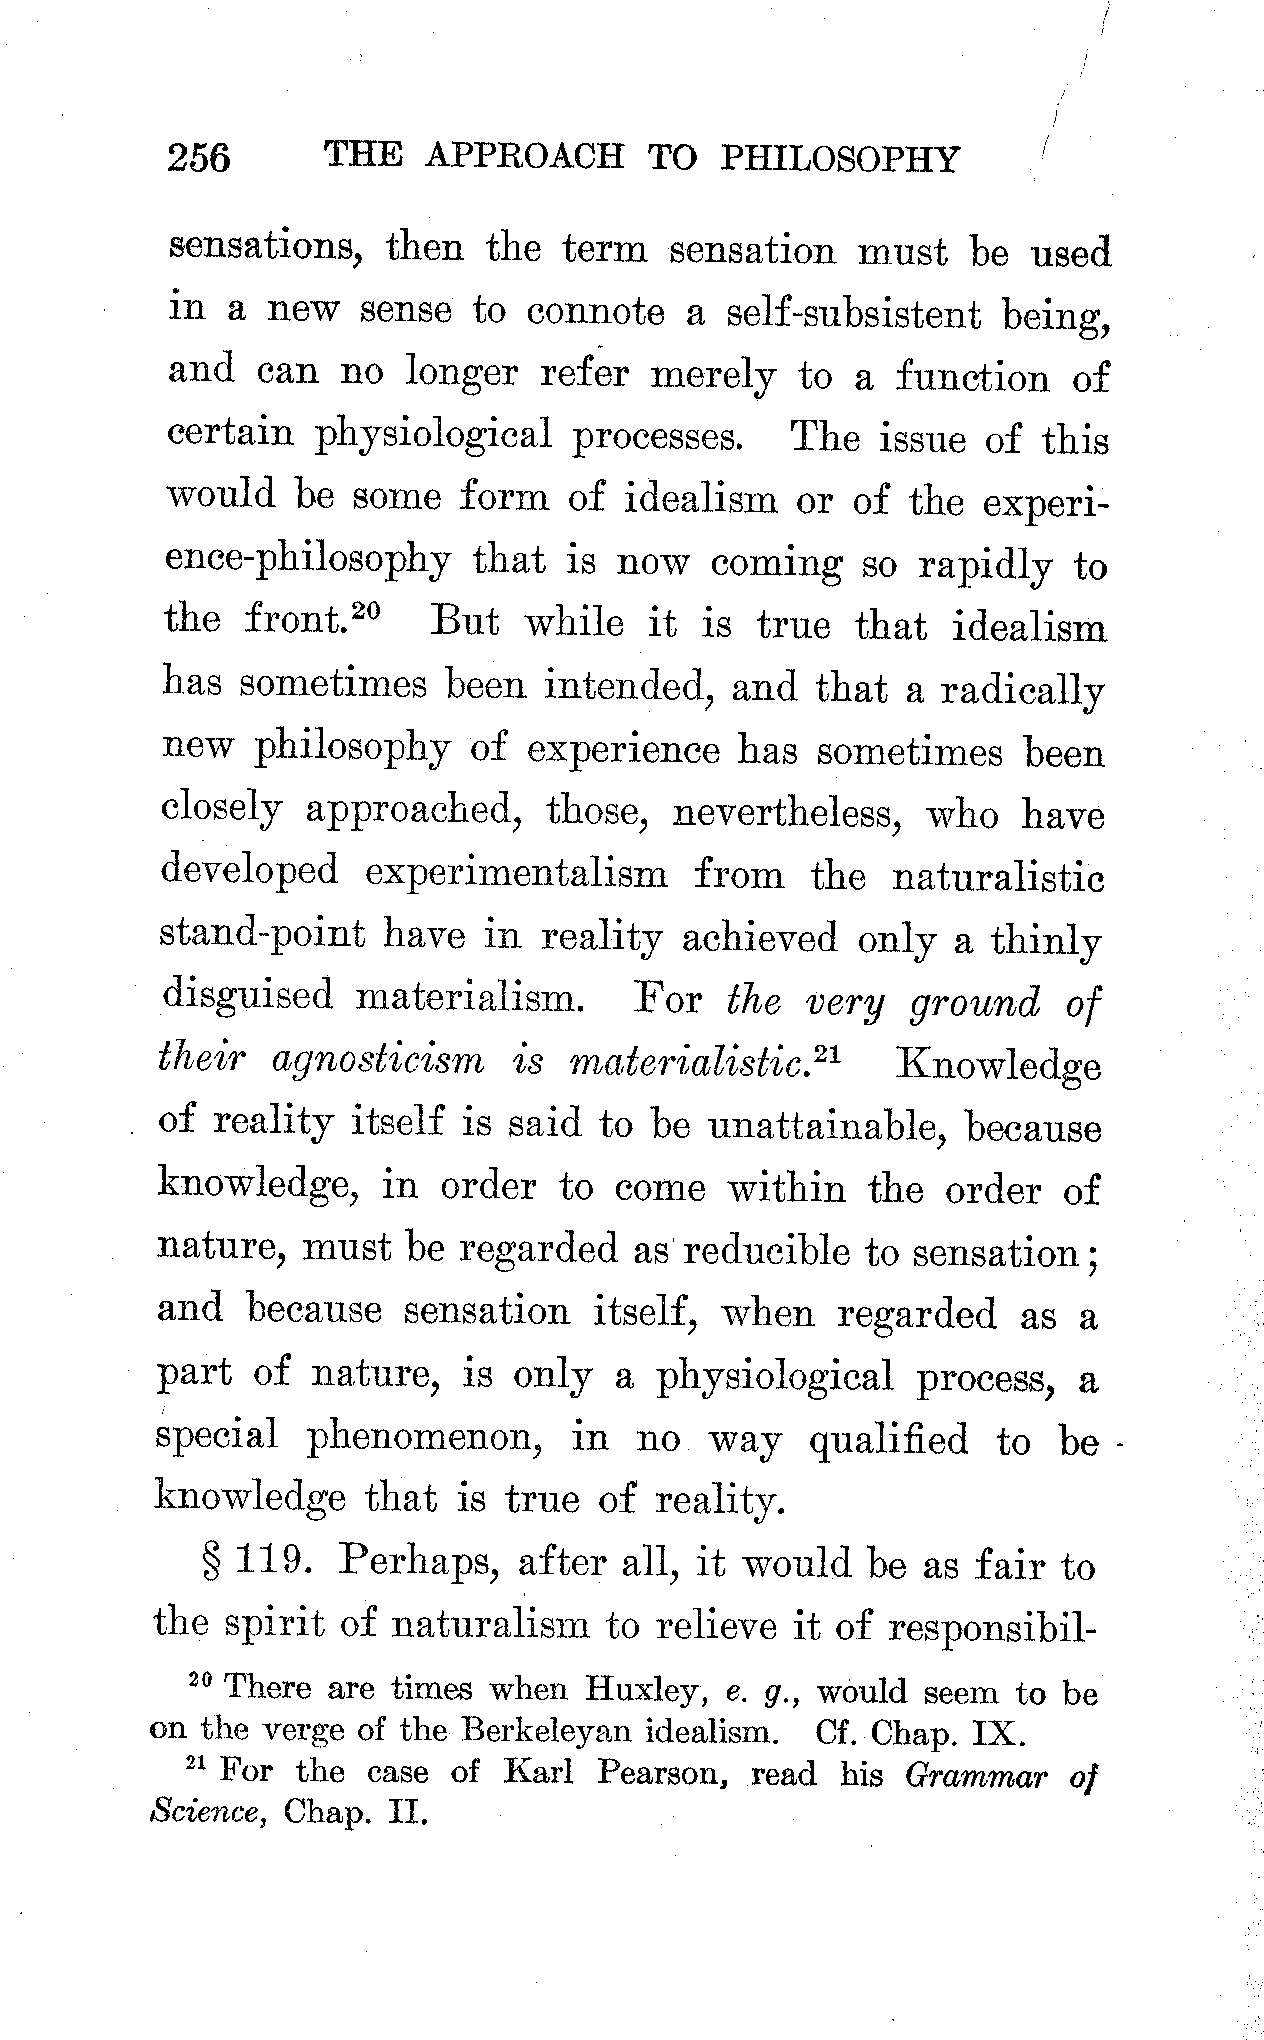 256 THE APPROACH TO PHILOSOPHY
sensations, then the term sensation must be used
in a new sense to connote a self-subsistent being,
and can no longer refer merely to a function of
certain physiological processes. The issue of this
would be some form of idealism or of the experi-
ence-philosophy that is now coming so rapidly to
the front.²⁰ But while it is true that idealism
has sometimes been intended, and that a radically
new philosophy of experience has sometimes been
closely approached, those, nevertheless, who have
developed experimentalism from the naturalistic
stand-point have in reality achieved only a thinly
disguised materialism. For the very ground of
their agnosticism is materialistic.²¹ Knowledge
of reality itself is said to be unattainable, because
knowledge, in order to come within the order of
nature, must be regarded as reducible to sensation;
and because sensation itself, when regarded as a
part of nature, is only a physiological process, a
special phenomenon, in no way qualified to be
knowledge that is true of reality.
§ 119. Perhaps, after all, it would be as fair to
the spirit of naturalism to relieve it of responsibil-
²⁰ There are times when Huxley, e. g., would seem to be
on the verge of the Berkeleyan idealism. Cf. Chap. IX.
²¹ For the case of Karl Pearson, read his Grammar of
Science, Chap. II.